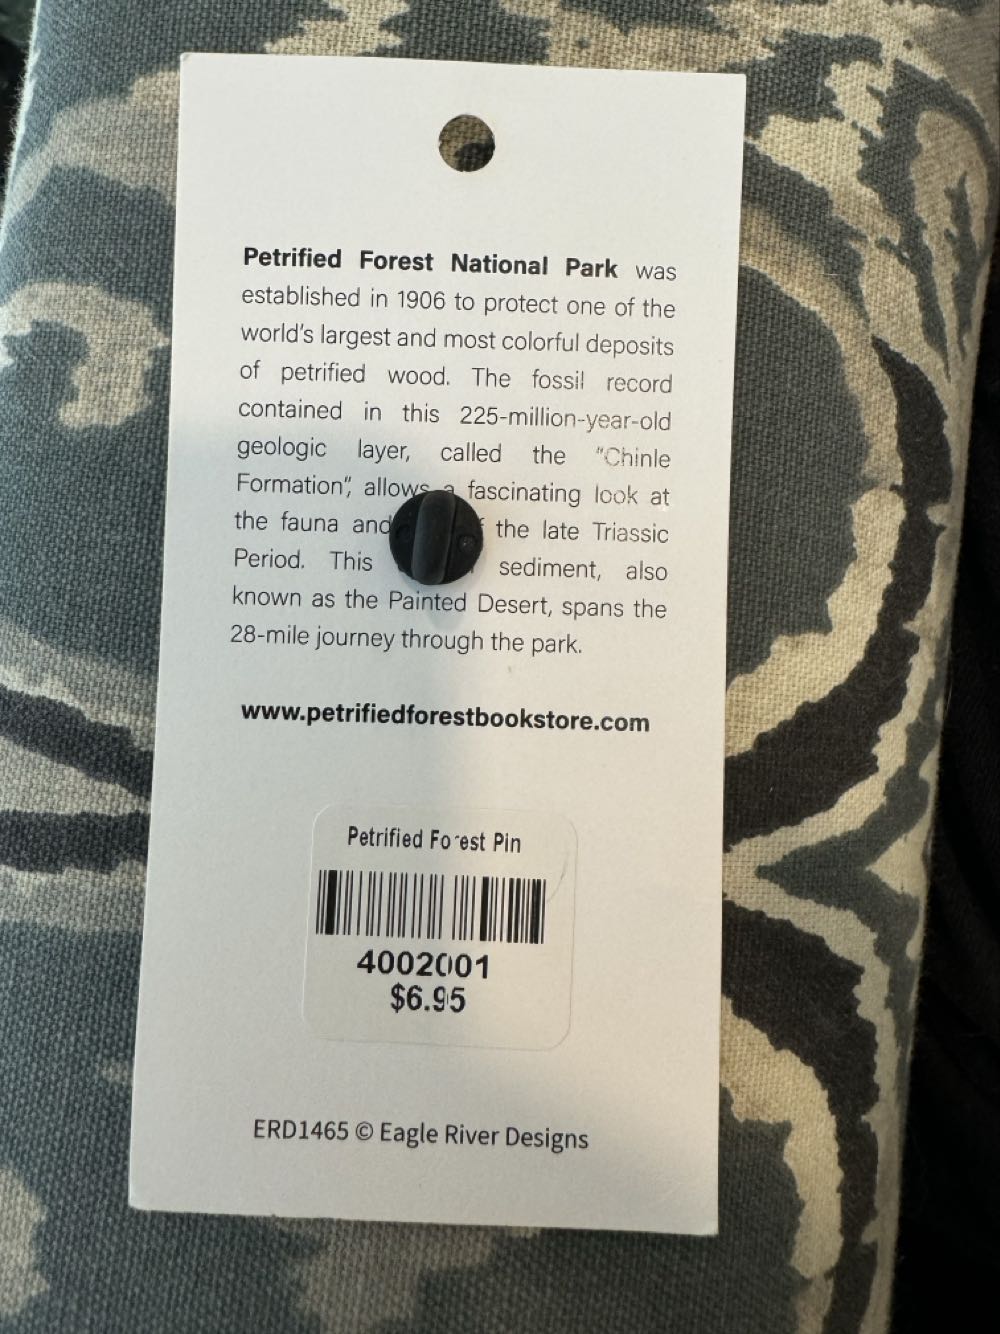 Petrified Forest National Park was
established in 1906 to protect one of the
world's largest and most colorful deposits
of petrified wood. The fossil record
contained in this 225-million-year-old
geologic layer, called the "Chinle
Formation", allows a fascinating look at
the fauna and the late Triassic
Period. This sediment, also
known as the Painted Desert, spans the
28-mile journey through the park.
www.petrifiedforestbookstore.com
Petrified Forest Pin
4002001
$6.95
ERD1465 © Eagle River Designs